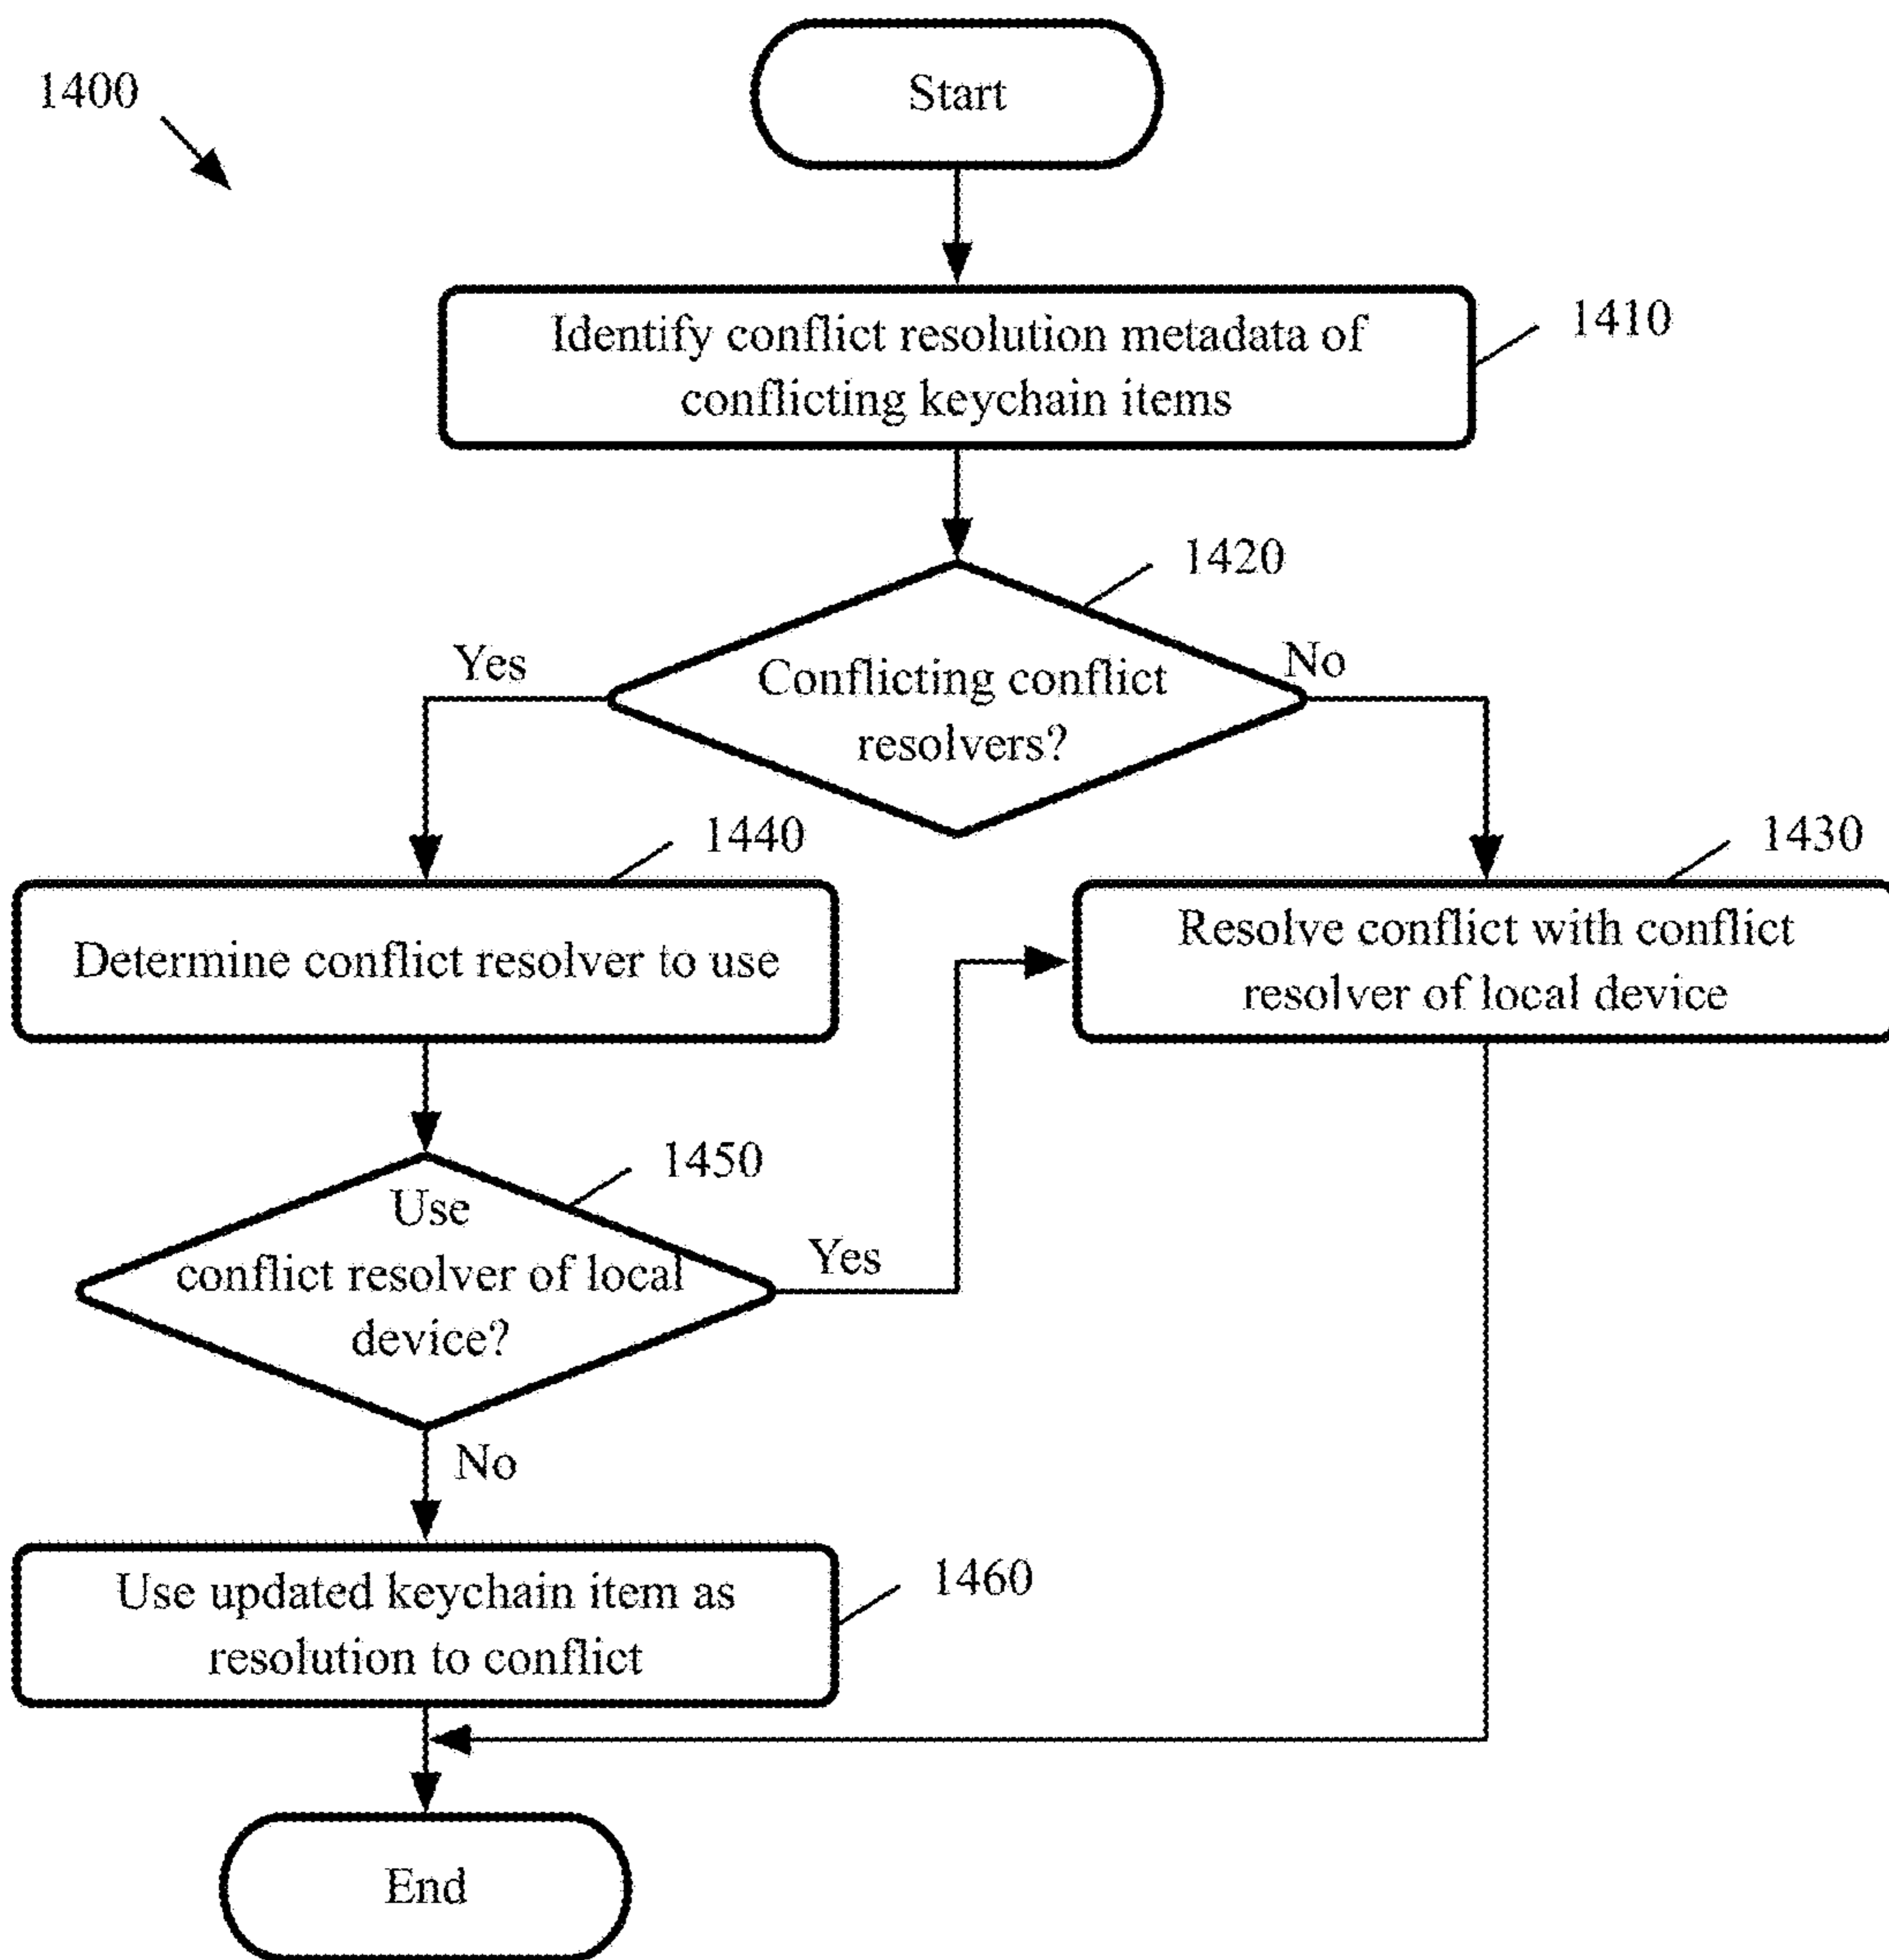 1400
Start
Identify conflict resolution metadata of
conflicting keychain items
1410
1420
Yes
No
Conflicting conflict
resolvers?
1440
1430
Determine conflict resolver to use
Resolve conflict with conflict
resolver of local device
1450
Use
conflict resolver of local
device?
Yes
No
Use updated keychain item as
resolution to conflict
1460
End